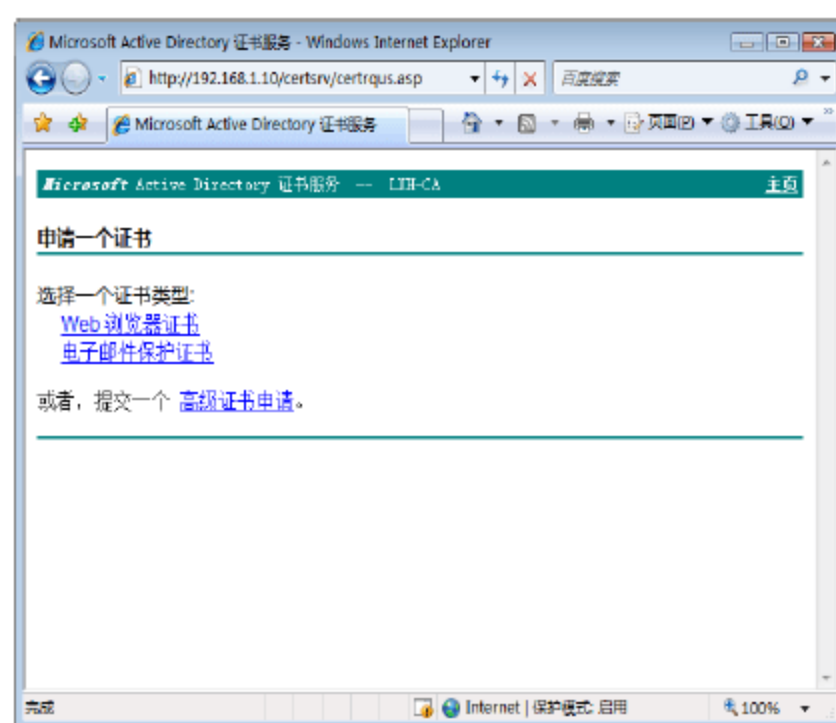 Microsoft Active Directory 证书服务 - Windows Internet Explorer
http://192.168.1.10/certsrv/certrqus.asp 百度搜索
Microsoft Active Directory 证书服务 页面(P) 工具(O)
Microsoft Active Directory 证书服务 -- LTH-CA 主页
申请一个证书
选择一个证书类型:
Web 浏览器证书
电子邮件保护证书
或者，提交一个 高级证书申请。
完成 Internet | 保护模式: 启用 100%